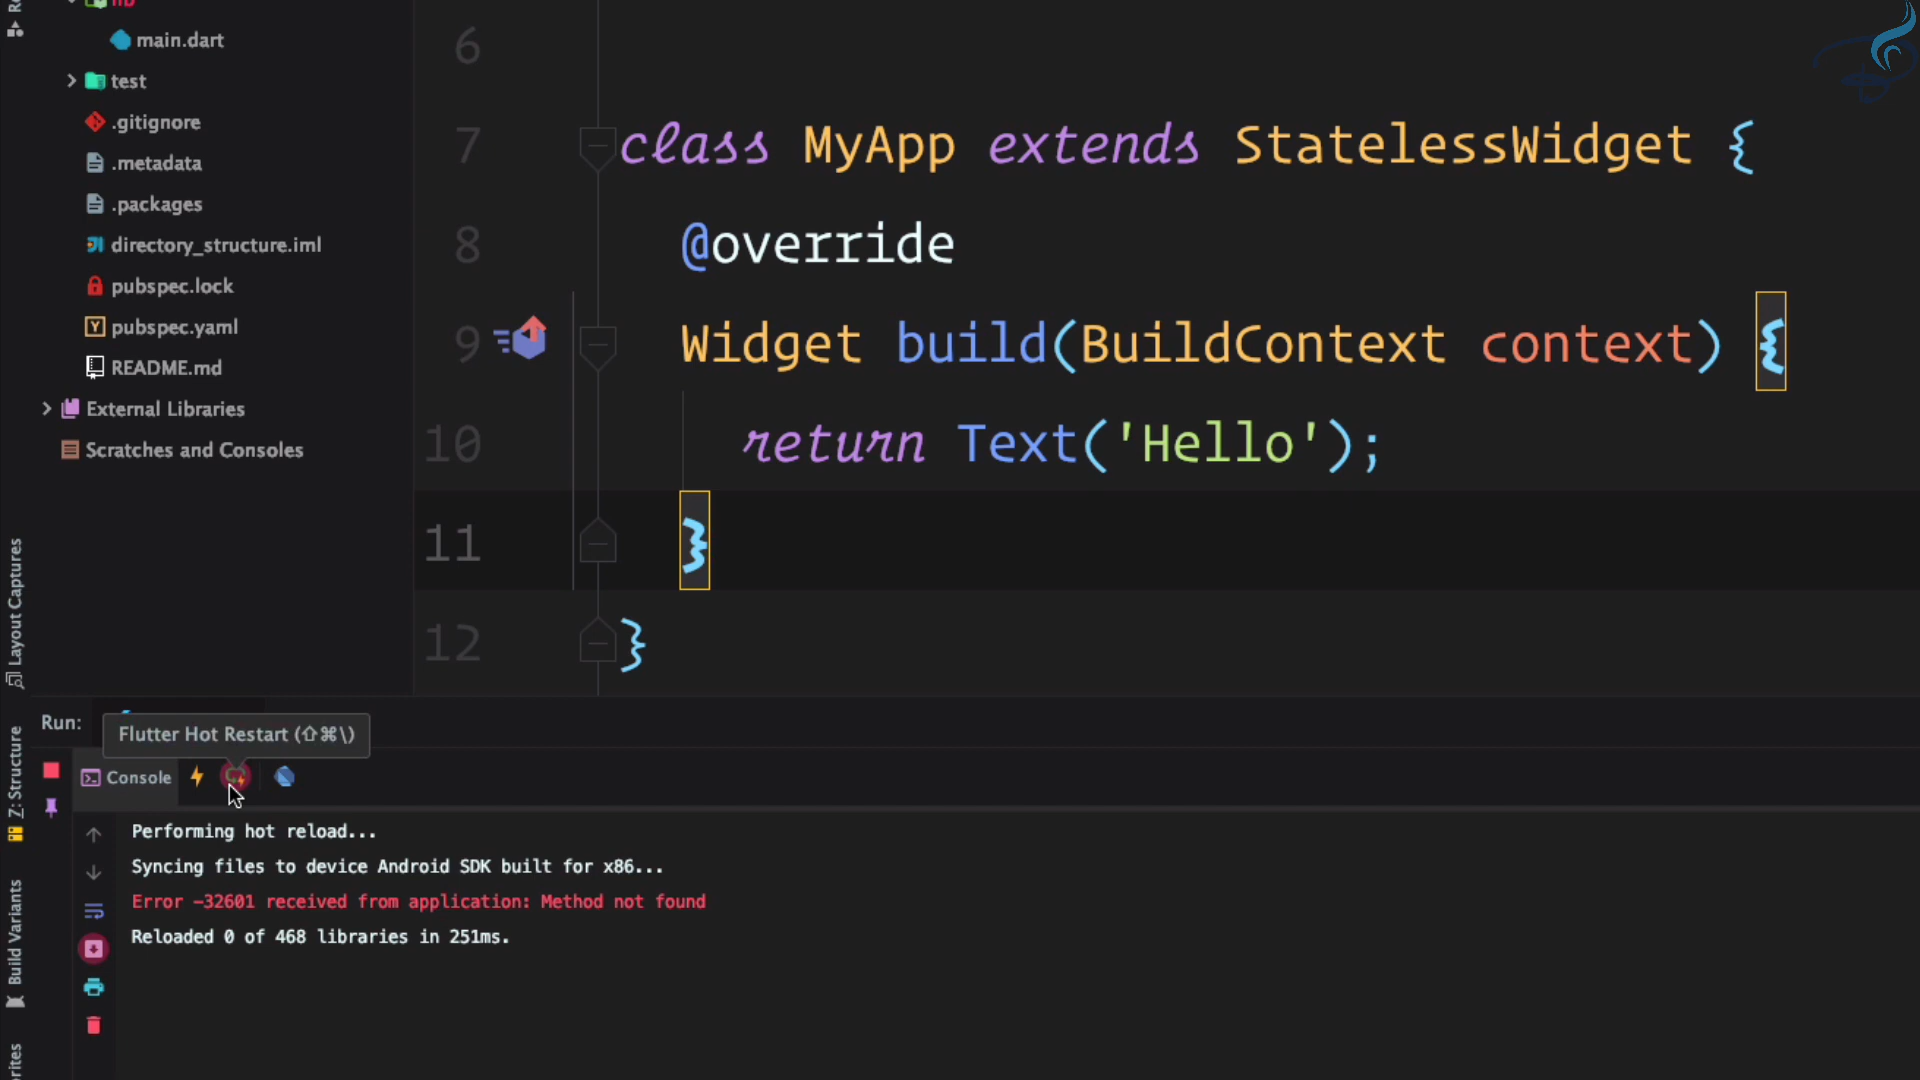 lib
main.dart
test
.gitignore
.metadata
.packages
directory_structure.iml
pubspec.lock
pubspec.yaml
README.md
External Libraries
Scratches and Consoles
6
7 class MyApp extends StatelessWidget {
8 @override
9 Widget build(BuildContext context) {
10 return Text('Hello');
11 }
12 }
Layout Captures
Z: Structure
Build Variants
Run:
Flutter Hot Restart (⇧⌘\)
Console
Performing hot reload...
Syncing files to device Android SDK built for x86...
Error -32601 received from application: Method not found
Reloaded 0 of 468 libraries in 251ms.